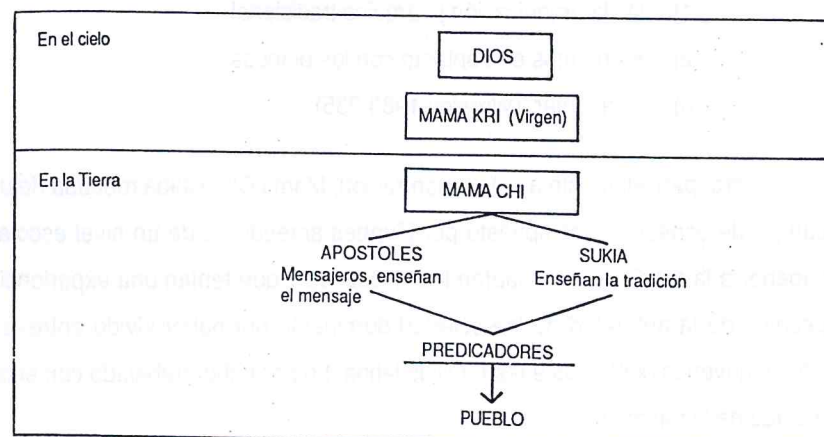 En el cielo
DIOS
MAMA KRI (Virgen)
En la Tierra
MAMA CHI
APOSTOLES
Mensajeros, enseñan
el mensaje
SUKIA
Enseñan la tradición
PREDICADORES
PUEBLO